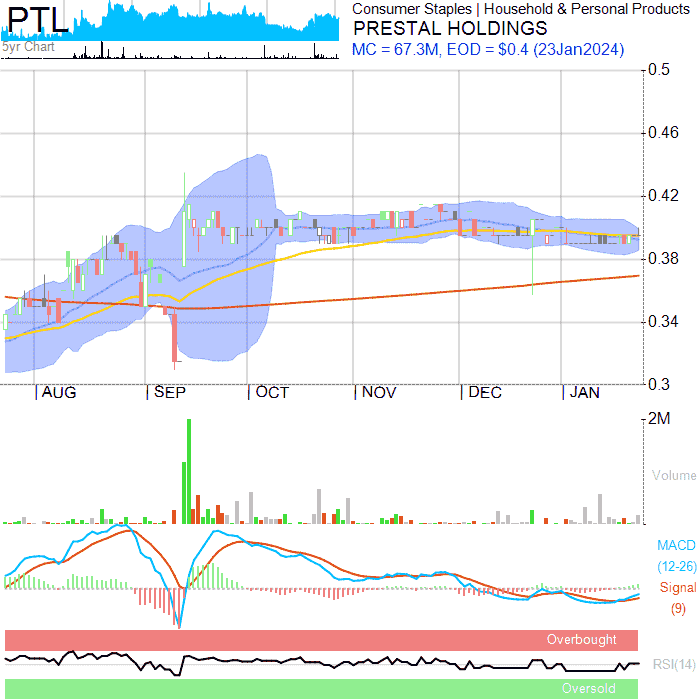 PTL
5yr Chart
Consumer Staples | Household & Personal Products
PRESTAL HOLDINGS
MC = 67.3M, EOD = $0.4 (23Jan2024)
0.5
0.46
0.42
0.38
0.34
0.3
| AUG | SEP | OCT | NOV | DEC | JAN
2M
Volume
MACD
(12-26)
Signal
(9)
Overbought
RSI(14)
Oversold